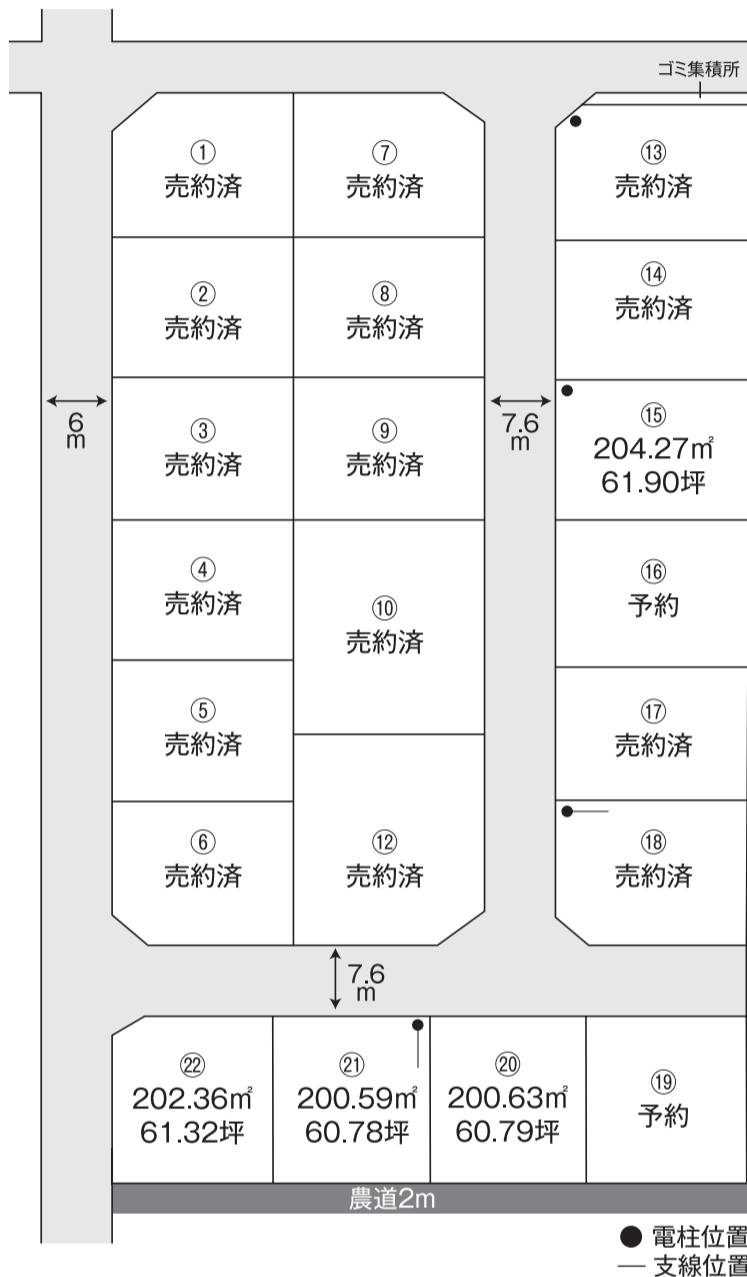 ゴミ集積所
①
売約済
⑦
売約済
⑬
売約済
②
売約済
⑧
売約済
⑭
売約済
6
m
③
売約済
⑨
売約済
7.6
m
⑮
204.27㎡
61.90坪
④
売約済
⑩
売約済
⑯
予約
⑤
売約済
⑰
売約済
⑥
売約済
⑫
売約済
⑱
売約済
7.6
m
㉒
202.36㎡
61.32坪
㉑
200.59㎡
60.78坪
⑳
200.63㎡
60.79坪
⑲
予約
農道2m
● 電柱位置
― 支線位置